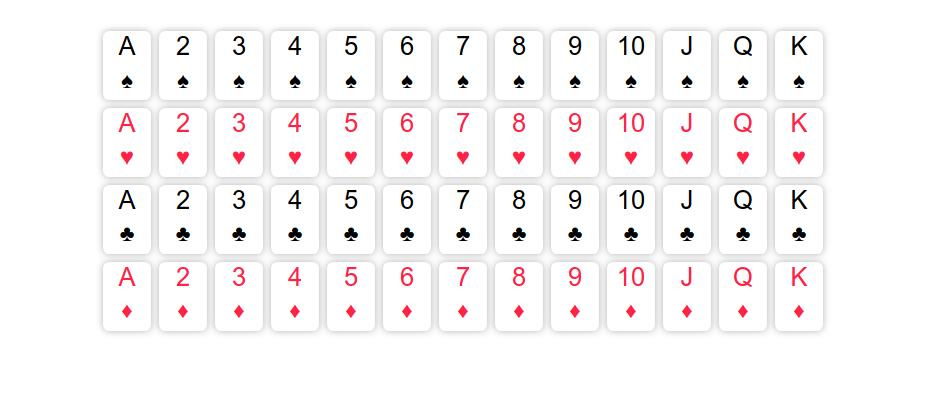 A 2 3 4 5 6 7 8 9 10 J Q K
♠ ♠ ♠ ♠ ♠ ♠ ♠ ♠ ♠ ♠ ♠ ♠ ♠
A 2 3 4 5 6 7 8 9 10 J Q K
♥ ♥ ♥ ♥ ♥ ♥ ♥ ♥ ♥ ♥ ♥ ♥ ♥
A 2 3 4 5 6 7 8 9 10 J Q K
♣ ♣ ♣ ♣ ♣ ♣ ♣ ♣ ♣ ♣ ♣ ♣ ♣
A 2 3 4 5 6 7 8 9 10 J Q K
♦ ♦ ♦ ♦ ♦ ♦ ♦ ♦ ♦ ♦ ♦ ♦ ♦